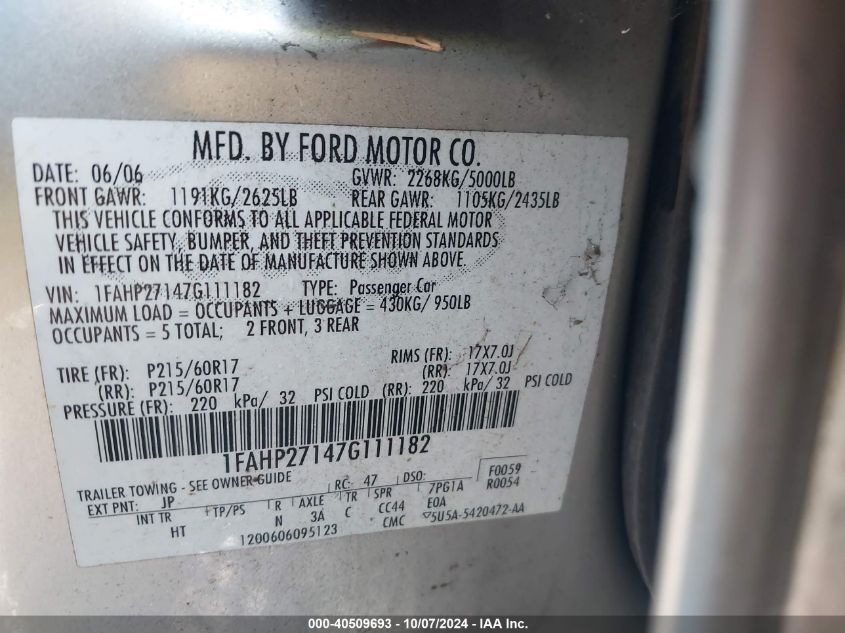 MFD. BY FORD MOTOR CO.
DATE: 06/06 GVWR: 2268KG/5000LB
FRONT GAWR: 1191KG/2625LB REAR GAWR: 1105KG/2435LB
THIS VEHICLE CONFORMS TO ALL APPLICABLE FEDERAL MOTOR
VEHICLE SAFETY, BUMPER, AND THEFT PREVENTION STANDARDS
IN EFFECT ON THE DATE OF MANUFACTURE SHOWN ABOVE.
VIN: 1FAHP27147G111182 TYPE: Passenger Car
MAXIMUM LOAD = OCCUPANTS + LUGGAGE = 430KG/ 950LB
OCCUPANTS = 5 TOTAL; 2 FRONT, 3 REAR
TIRE (FR): P215/60R17 RIMS (FR): 17X7.0J
(RR): P215/60R17 (RR): 17X7.0J
PRESSURE (FR): 220 kPa/ 32 PSI COLD (RR): 220 kPa/ 32 PSI COLD
1FAHP27147G111182
TRAILER TOWING - SEE OWNER GUIDE RC: 47 DSO: F0059
EXT PNT: JP 7PG1A R0054
INT TR TP/PS R AXLE TR SPR E0A
HT N 3A C CC44
1200606095123 CMC 5U5A-5420472-AA
000-40509693 - 10/07/2024 - IAA Inc.